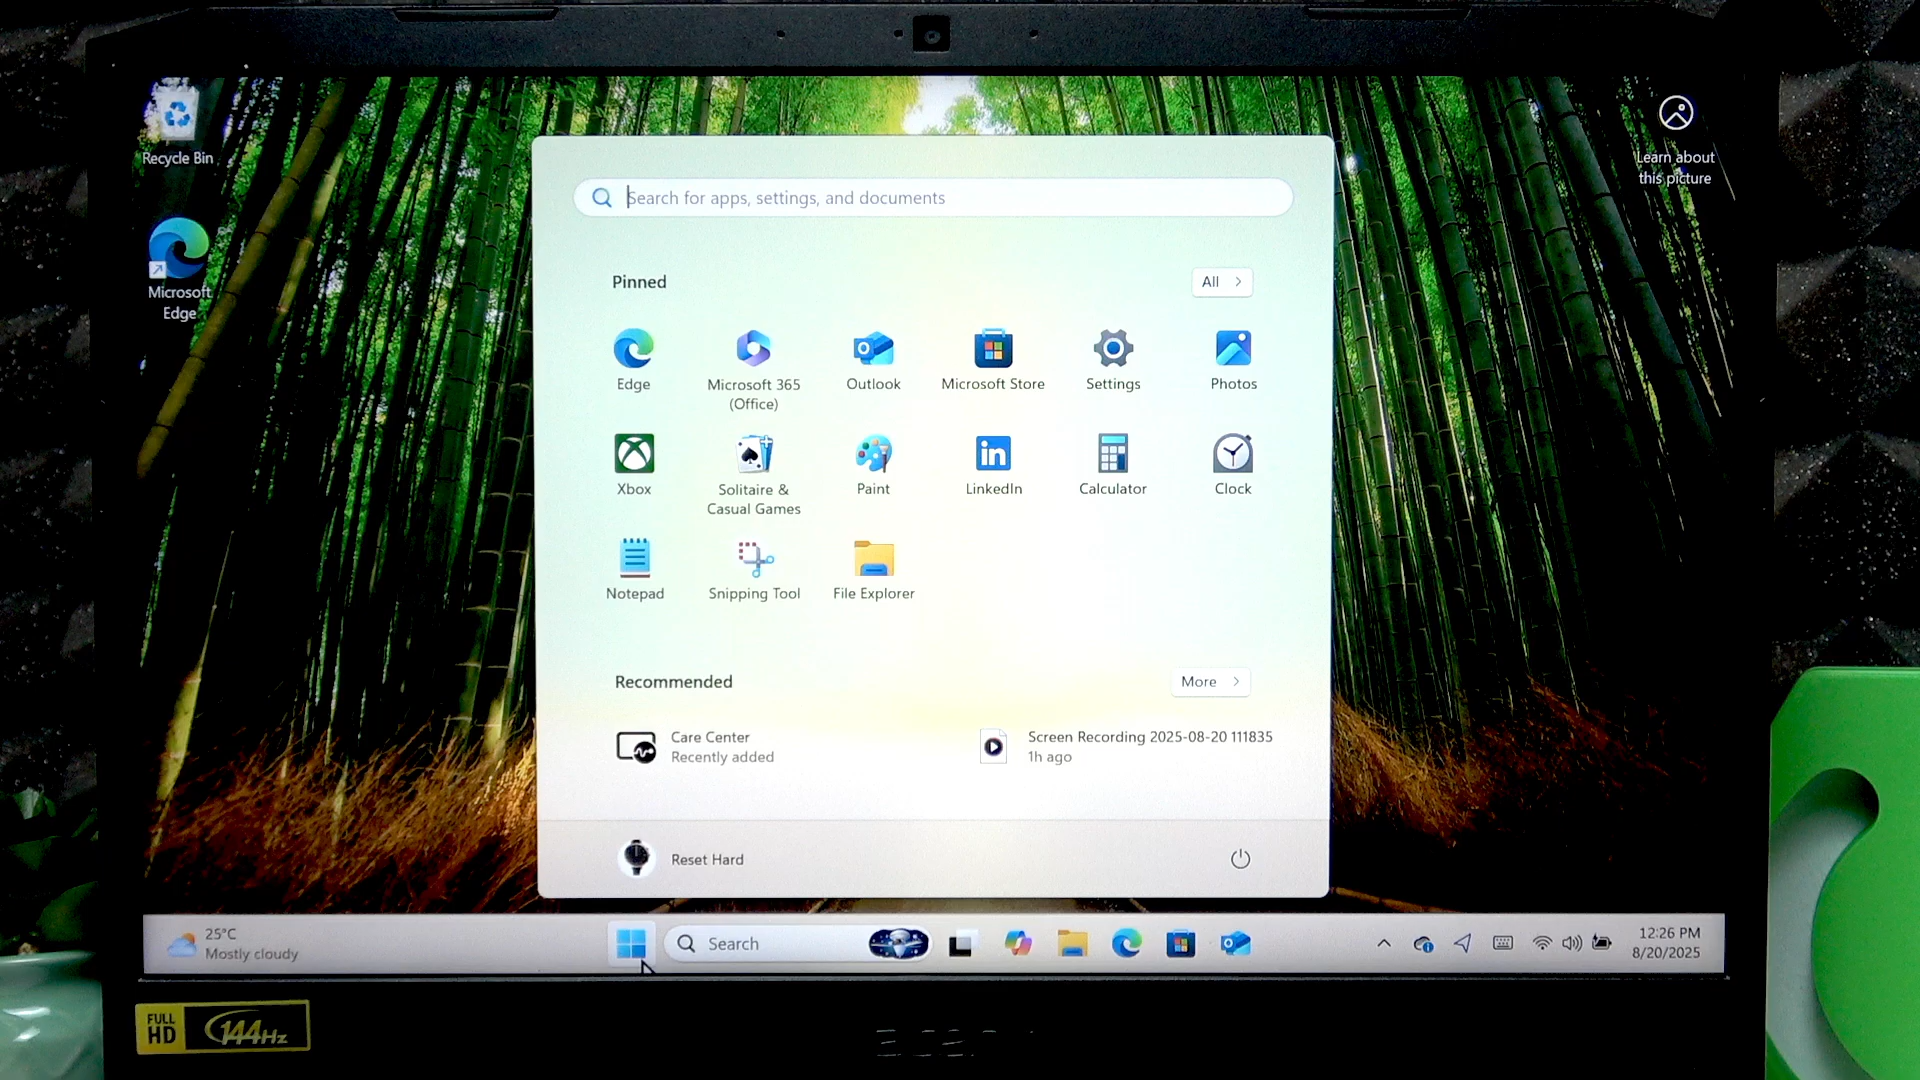 Recycle Bin
Microsoft
Edge
Learn about
this picture
Search for apps, settings, and documents
Pinned
All
Edge
Microsoft 365
(Office)
Outlook
Microsoft Store
Settings
Photos
Xbox
Solitaire &
Casual Games
Paint
LinkedIn
Calculator
Clock
Notepad
Snipping Tool
File Explorer
Recommended
More
Care Center
Recently added
Screen Recording 2025-08-20 111835
1h ago
Reset Hard
25°C
Mostly cloudy
Search
12:26 PM
8/20/2025
FULL
HD
144Hz
acer